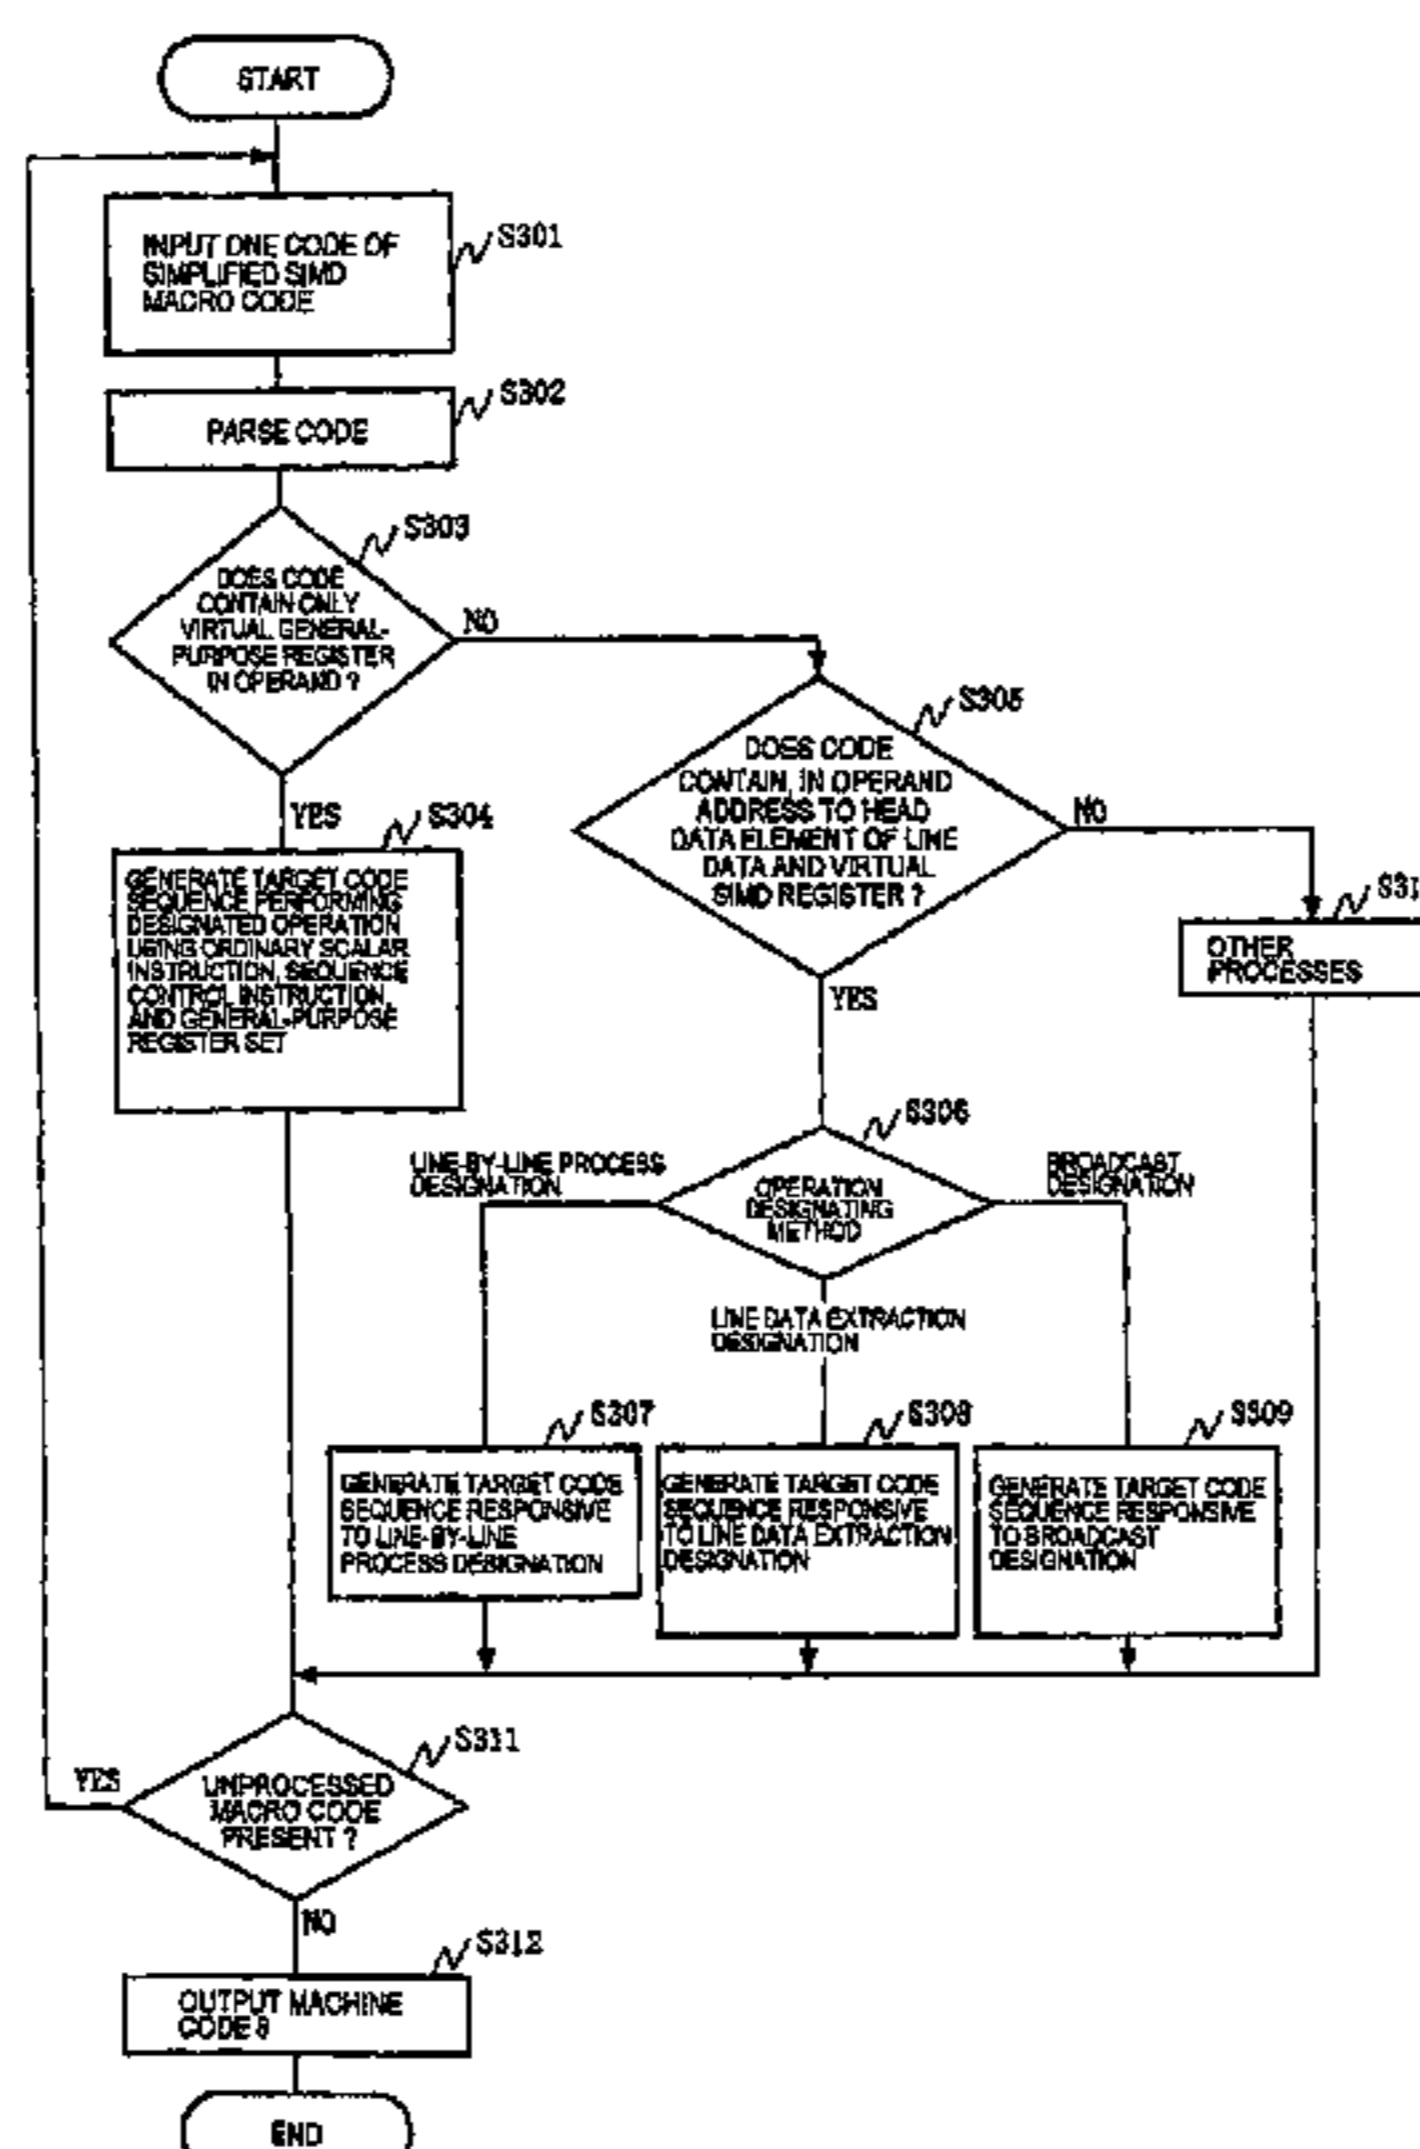 START
INPUT ONE CODE OF
SIMPLIFIED SIMD
MACRO CODE
S301
PARSE CODE
S302
DOES CODE
CONTAIN ONLY
VIRTUAL GENERAL-
PURPOSE REGISTER
IN OPERAND ?
S303
NO
YES
GENERATE TARGET CODE
SEQUENCE PERFORMING
DESIGNATED OPERATION
USING ORDINARY SCALAR
INSTRUCTION, SEQUENCE
CONTROL INSTRUCTION,
AND GENERAL-PURPOSE
REGISTER SET
S304
DOES CODE
CONTAIN, IN OPERAND
ADDRESS TO HEAD
DATA ELEMENT OF LINE
DATA AND VIRTUAL
SIMD REGISTER ?
S305
NO
YES
OTHER
PROCESSES
S31
OPERATION
DESIGNATING
METHOD
S306
LINE-BY-LINE PROCESS
DESIGNATION
LINE DATA EXTRACTION
DESIGNATION
BROADCAST
DESIGNATION
GENERATE TARGET CODE
SEQUENCE RESPONSIVE
TO LINE-BY-LINE
PROCESS DESIGNATION
S307
GENERATE TARGET CODE
SEQUENCE RESPONSIVE
TO LINE DATA EXTRACTION
DESIGNATION
S308
GENERATE TARGET CODE
SEQUENCE RESPONSIVE
TO BROADCAST
DESIGNATION
S309
UNPROCESSED
MACRO CODE
PRESENT ?
S311
YES
NO
OUTPUT MACHINE
CODE
S312
END